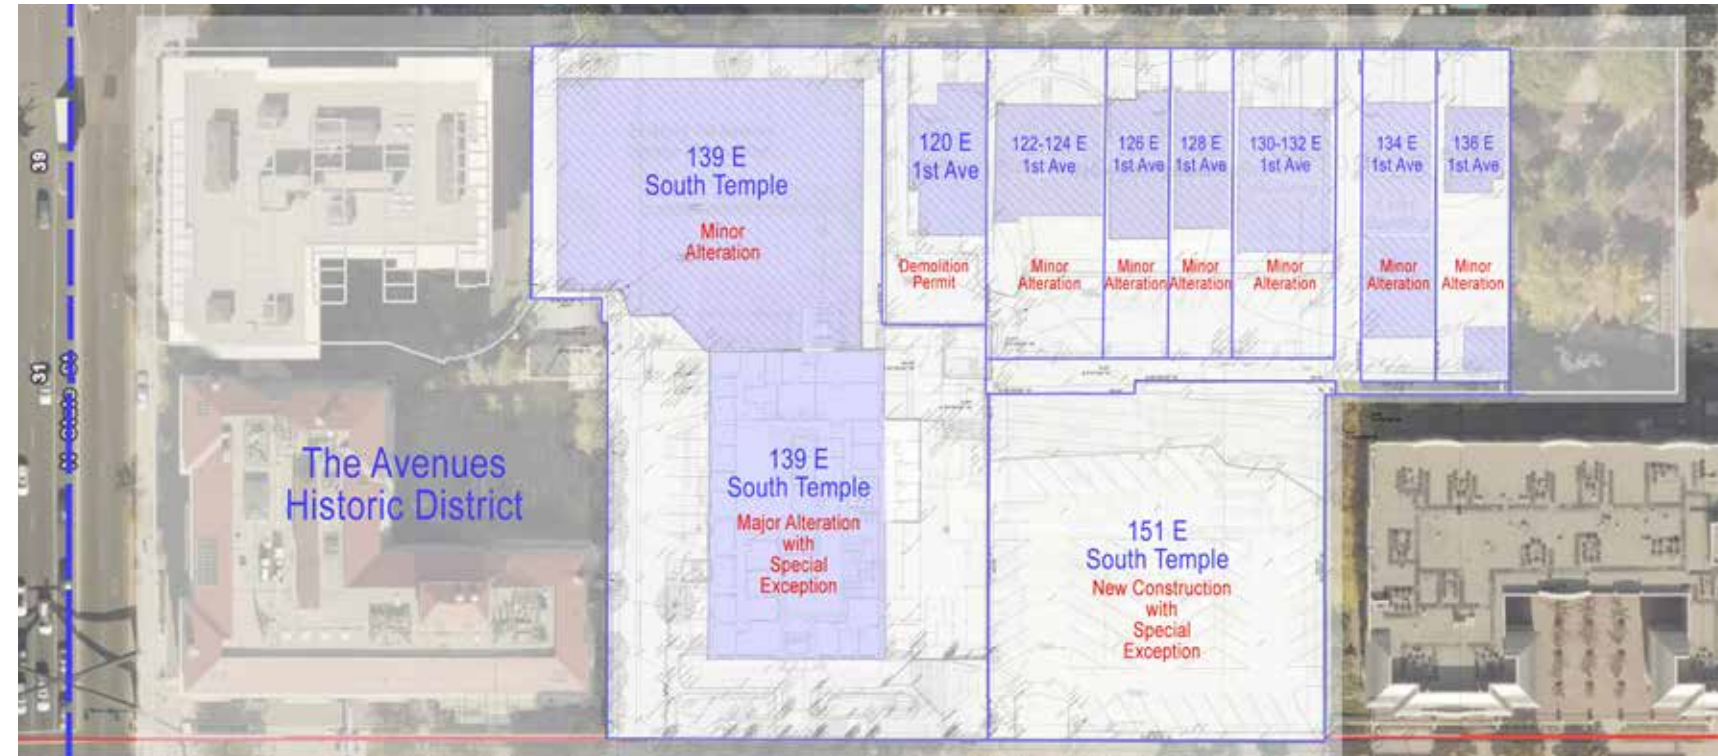 39
31
The Avenues
Historic District
139 E
South Temple
Minor
Alteration
139 E
South Temple
Major Alteration
with
Special
Exception
120 E
1st Ave
Demolition
Permit
122-124 E
1st Ave
Minor
Alteration
126 E
1st Ave
Minor
Alteration
128 E
1st Ave
Minor
Alteration
130-132 E
1st Ave
Minor
Alteration
134 E
1st Ave
Minor
Alteration
136 E
1st Ave
Minor
Alteration
151 E
South Temple
New Construction
with
Special
Exception